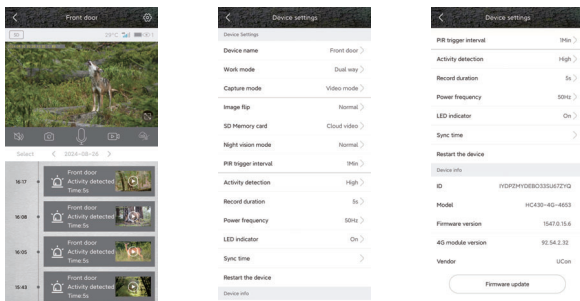 Front door
SD
28°C
Select
2024-08-26
16:17
Front door
Activity detected
Time:5s
16:08
Front door
Activity detected
Time:5s
16:05
Front door
Activity detected
Time:5s
15:43
Front door
Activity detected
Time:5s
Device settings
Device Settings
Device name Front door
Work mode Dual way
Capture mode Video mode
Image flip Normal
SD Memory card Cloud video
Night vision mode Normal
PIR trigger interval 1Min
Activity detection High
Record duration 5s
Power frequency 50Hz
LED indicator On
Sync time
Restart the device
Device info
Device settings
PIR trigger interval 1Min
Activity detection High
Record duration 5s
Power frequency 50Hz
LED indicator On
Sync time
Restart the device
Device info
ID IYDPZMYDEBO33SU67ZYQ
Model HC430-4G-4653
Firmware version 1547.0.15.6
4G module version 92.54.2.32
Vendor UCon
Firmware update